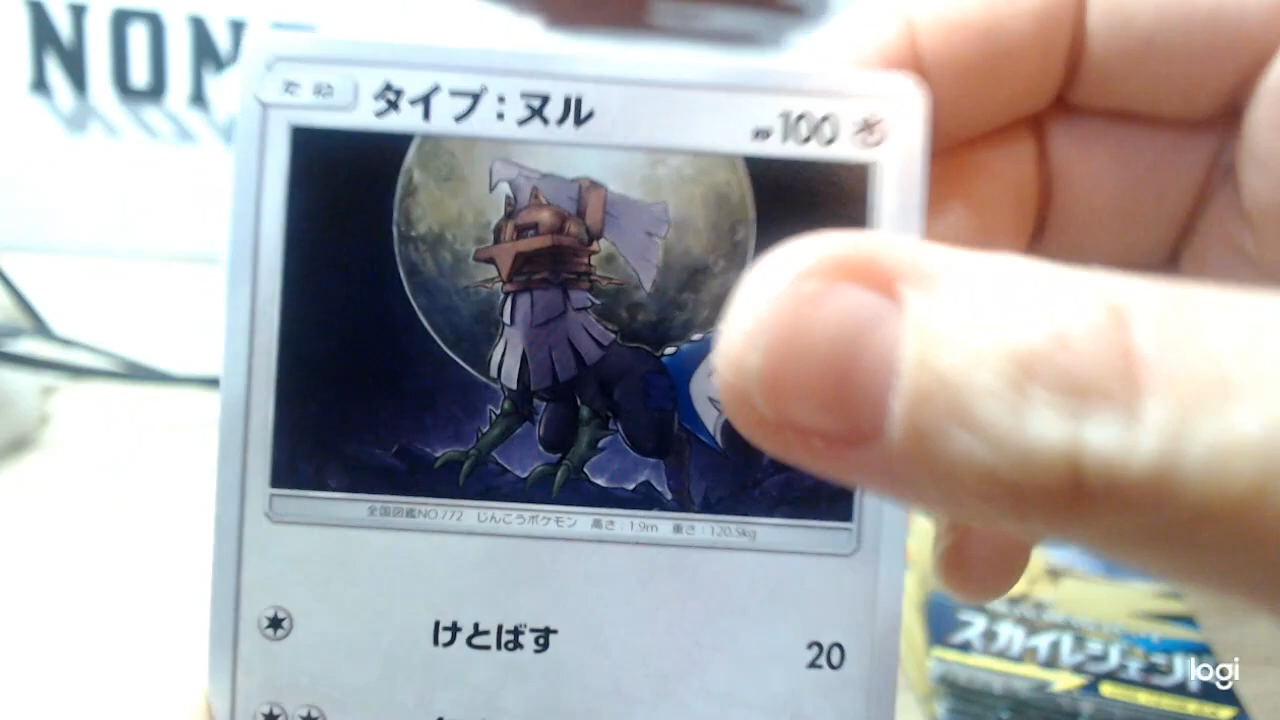 NON
たね タイプ:ヌル HP 100
全国図鑑NO.772 じんこうポケモン 高さ:1.9m 重さ:120.5kg
けとばす 20
スカイレジェンド
logi